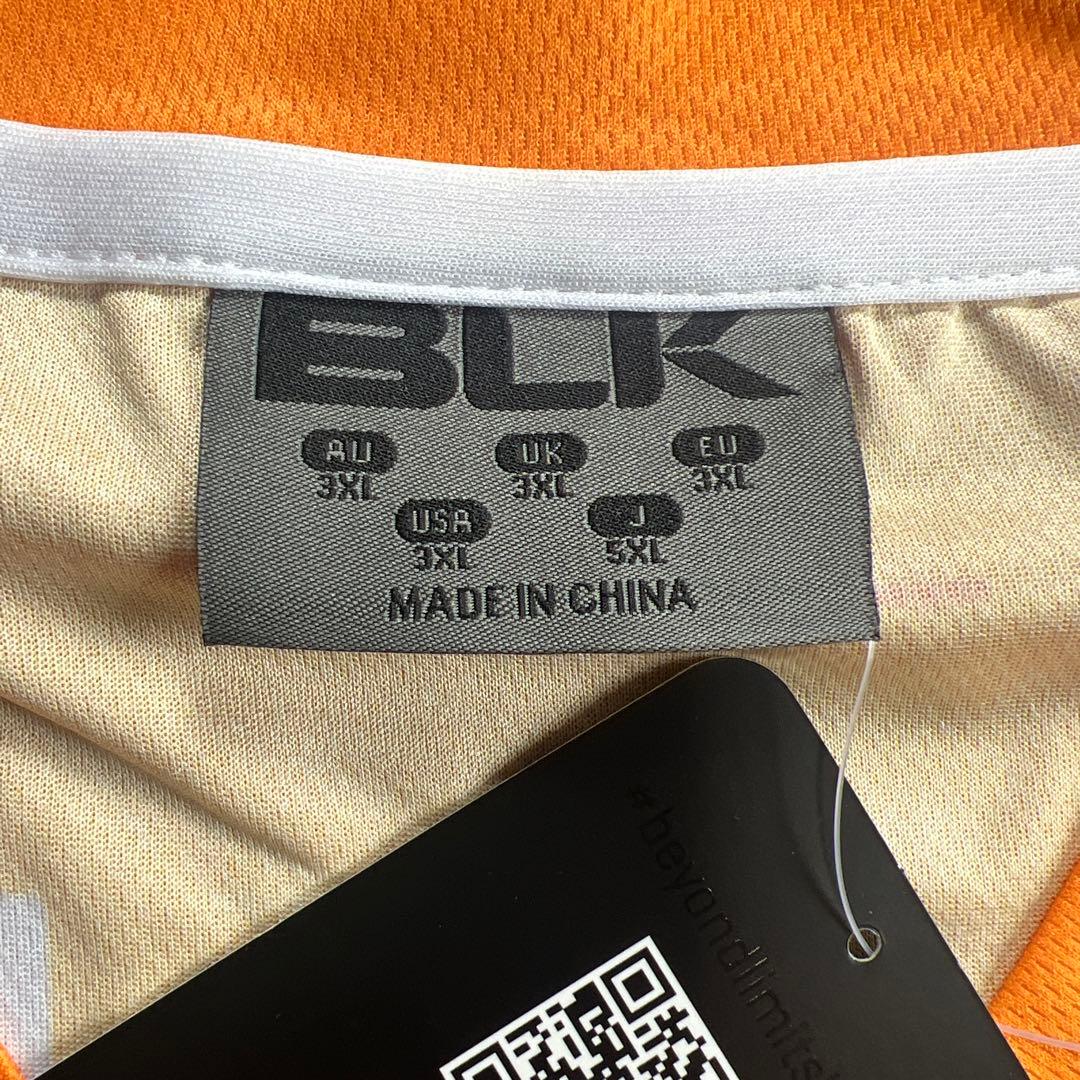 BLK
AU UK EU
3XL 3XL 3XL
USA J
3XL 5XL
MADE IN CHINA
#beyondlimits